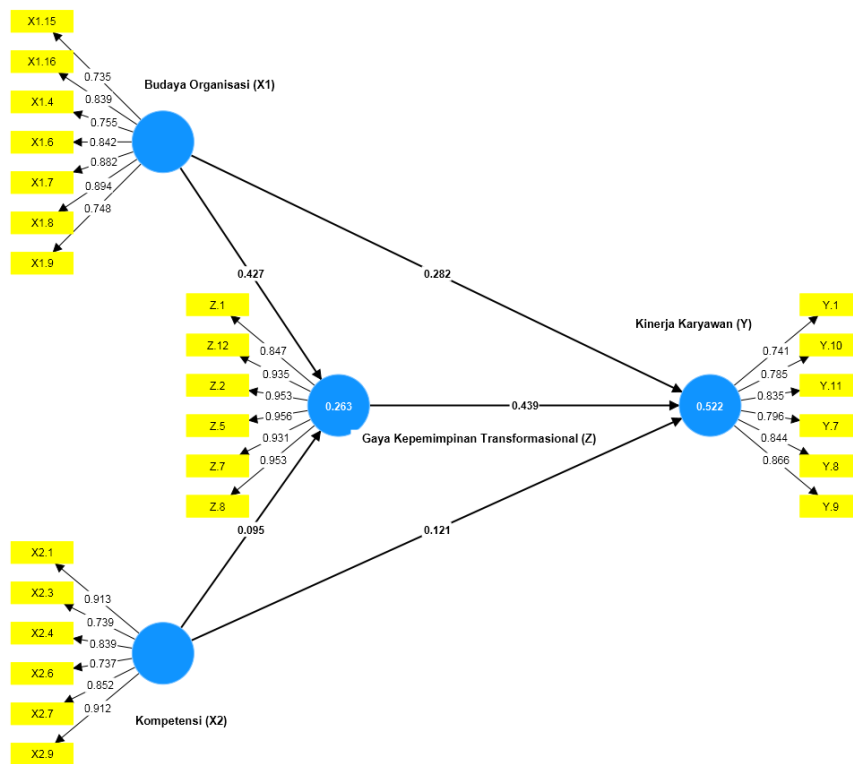 X1.15
0.735
X1.16
0.839
X1.4
0.755
X1.6
0.842
X1.7
0.882
X1.8
0.894
X1.9
0.748
Budaya Organisasi (X1)
0.427
0.282
Z.1
0.847
Z.12
0.935
Z.2
0.953
Z.5
0.956
Z.7
0.931
Z.8
0.953
0.263
Gaya Kepemimpinan Transformasional (Z)
0.439
Kinerja Karyawan (Y)
0.522
Y.1
0.741
Y.10
0.785
Y.11
0.835
Y.7
0.796
Y.8
0.844
Y.9
0.866
0.095
0.121
X2.1
0.913
X2.3
0.739
X2.4
0.839
X2.6
0.737
X2.7
0.852
X2.9
0.912
Kompetensi (X2)